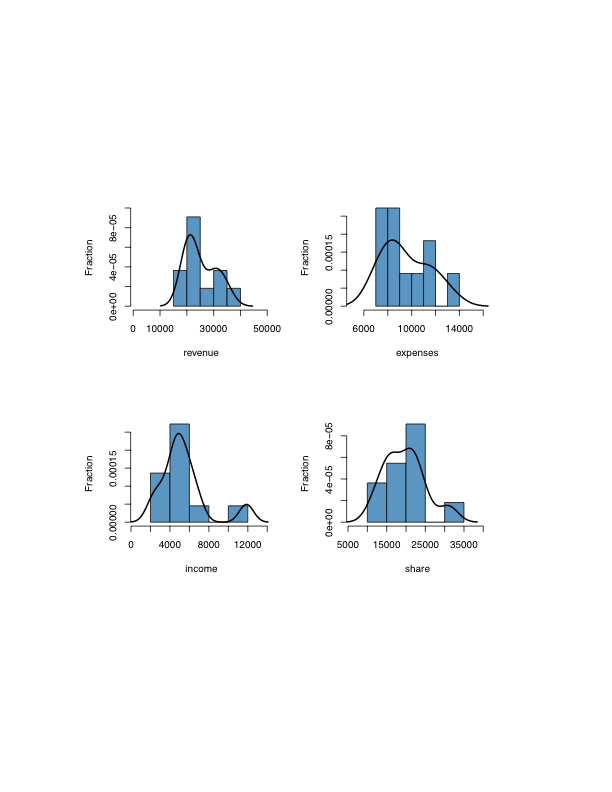 Fraction
0e+00 4e−05 8e−05
0 10000 30000 50000
revenue
Fraction
0.00000 0.00015
6000 10000 14000
expenses
Fraction
0.00000 0.00015
0 4000 8000 12000
income
Fraction
0e+00 4e−05 8e−05
5000 15000 25000 35000
share